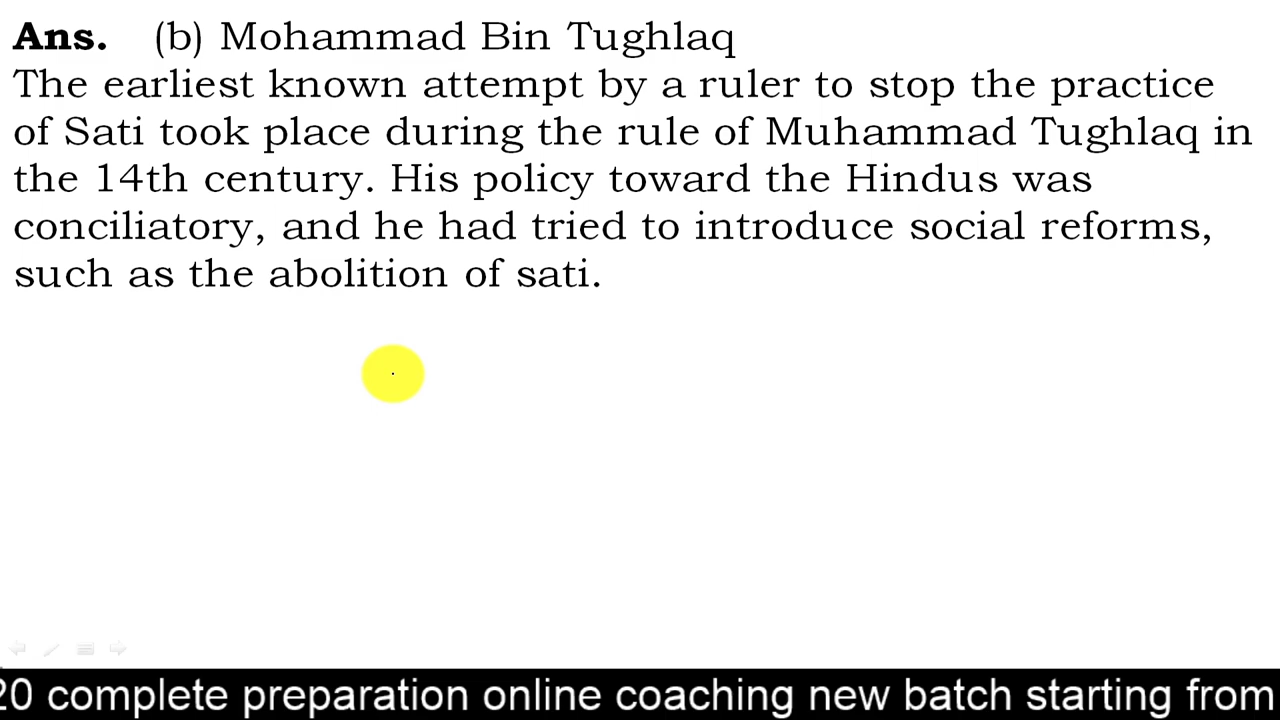 Ans. (b) Mohammad Bin Tughlaq
The earliest known attempt by a ruler to stop the practice
of Sati took place during the rule of Muhammad Tughlaq in
the 14th century. His policy toward the Hindus was
conciliatory, and he had tried to introduce social reforms,
such as the abolition of sati.
20 complete preparation online coaching new batch starting from